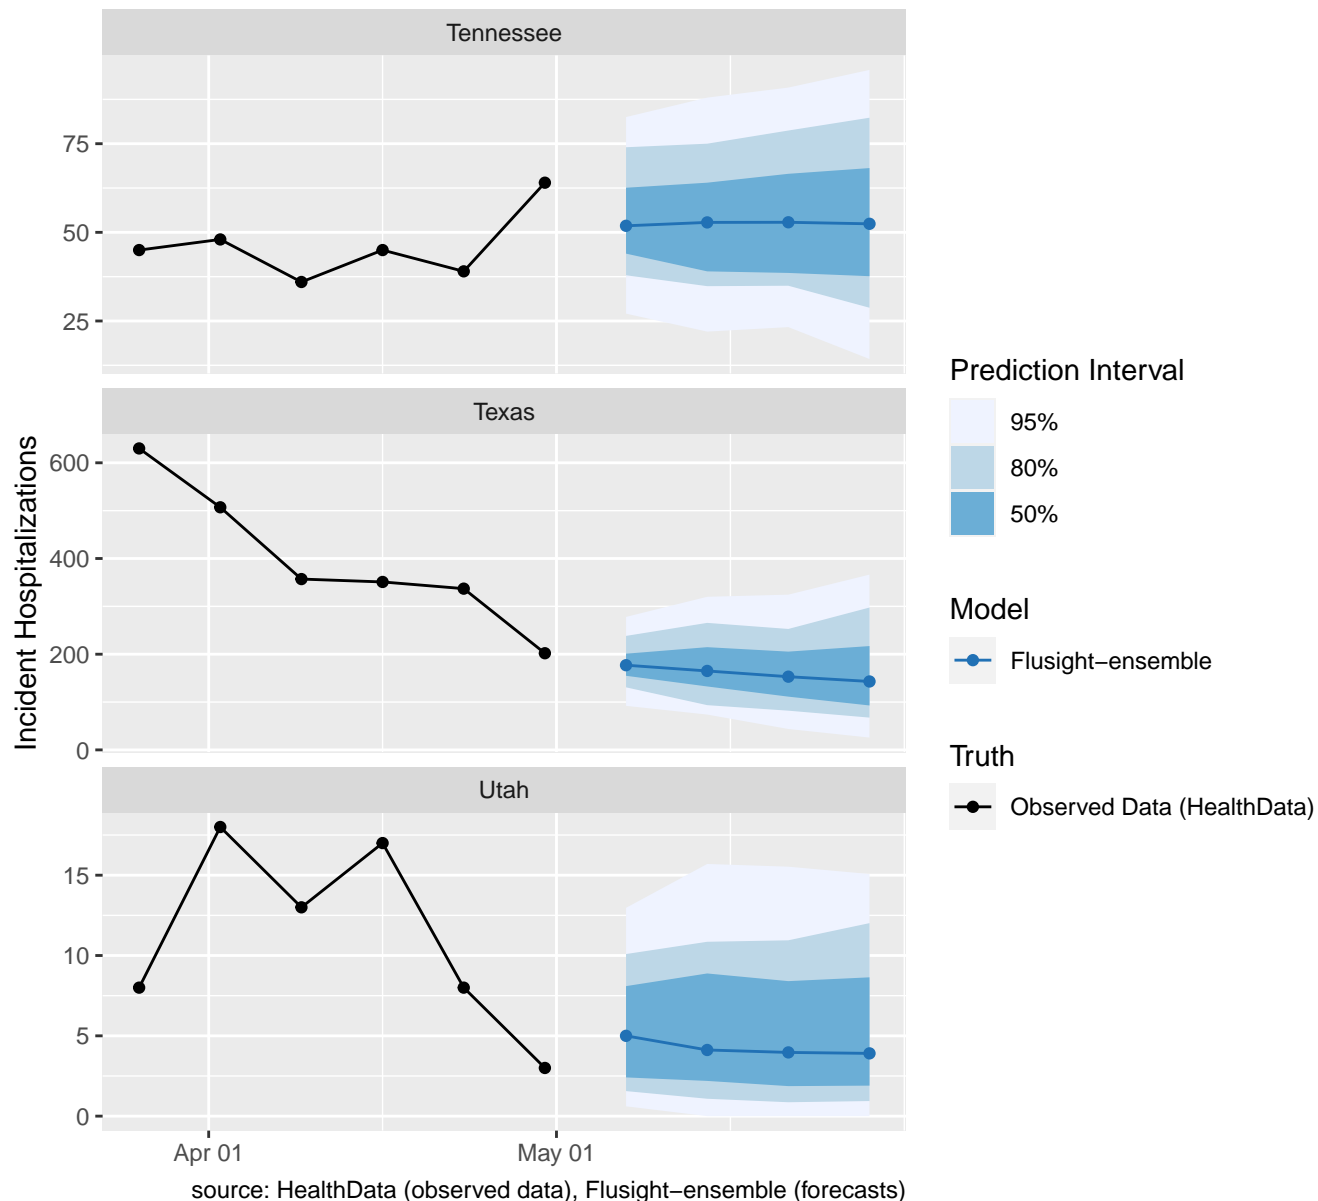 Tennessee
75
50
25
Texas
600
400
200
0
Utah
15
10
5
0
Apr 01
May 01
Incident Hospitalizations
source: HealthData (observed data), Flusight−ensemble (forecasts)
Prediction Interval
95%
80%
50%
Model
Flusight−ensemble
Truth
Observed Data (HealthData)